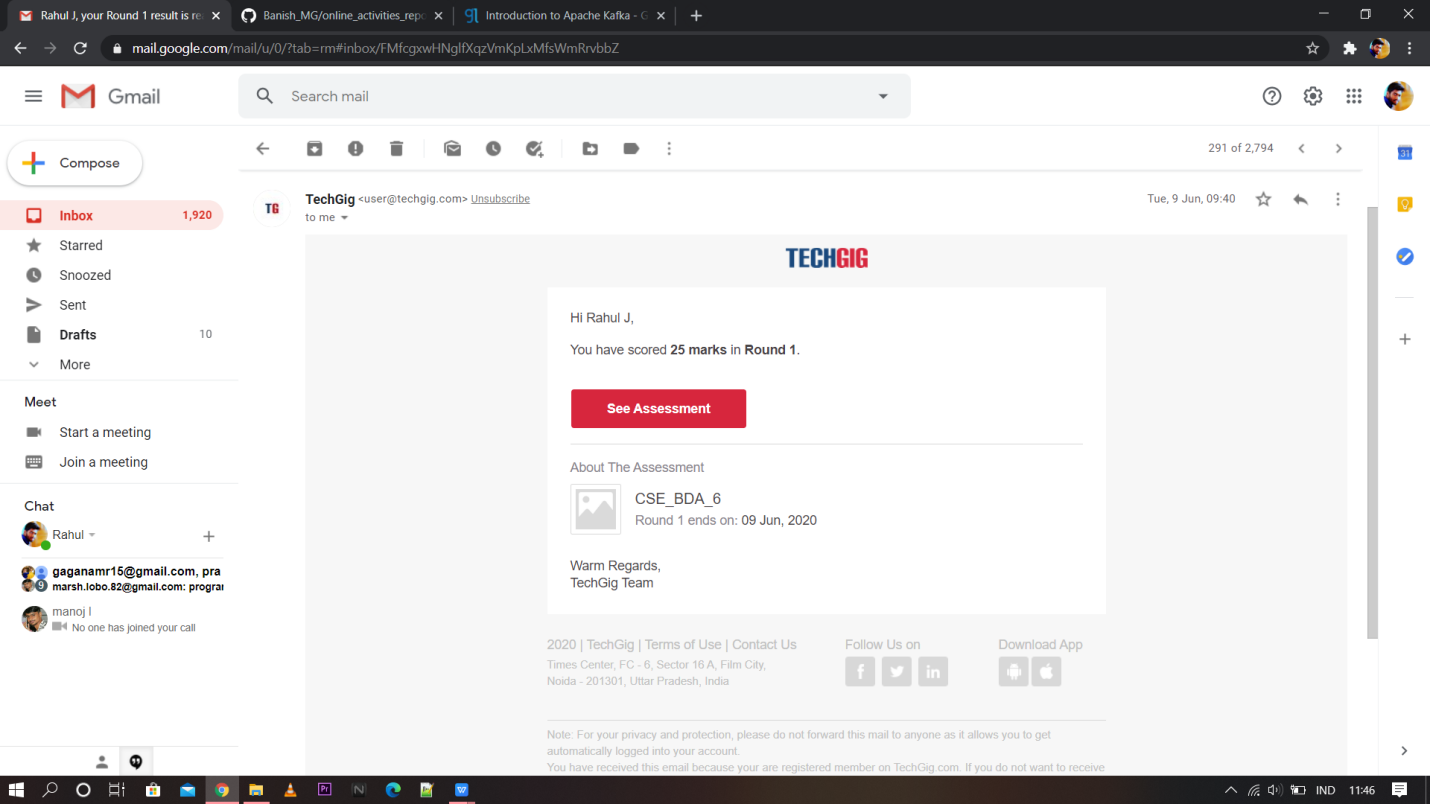 Rahul J, your Round 1 result is re
Banish_MG/online_activities_repo
Introduction to Apache Kafka - G
mail.google.com/mail/u/0/?tab=rm#inbox/FMfcgxwHNglfXqzVmKpLxMfsWmRrvbbZ
Gmail
Search mail
Compose
291 of 2,794
31
TG
TechGig <user@techgig.com> Unsubscribe
Tue, 9 Jun, 09:40
to me
Inbox 1,920
Starred
Snoozed
Sent
Drafts 10
More
Meet
Start a meeting
Join a meeting
Chat
Rahul
gaganamr15@gmail.com, pra
9 marsh.lobo.82@gmail.com: progran
manoj l
No one has joined your call
TECHGIG
Hi Rahul J,
You have scored 25 marks in Round 1.
See Assessment
About The Assessment
CSE_BDA_6
Round 1 ends on: 09 Jun, 2020
Warm Regards,
TechGig Team
2020 | TechGig | Terms of Use | Contact Us
Times Center, FC - 6, Sector 16 A, Film City,
Noida - 201301, Uttar Pradesh, India
Follow Us on
Download App
Note: For your privacy and protection, please do not forward this mail to anyone as it allows you to get
automatically logged into your account.
You have received this email because your are registered member on TechGig.com. If you do not want to receive
Pr
N
W
IND
11:46